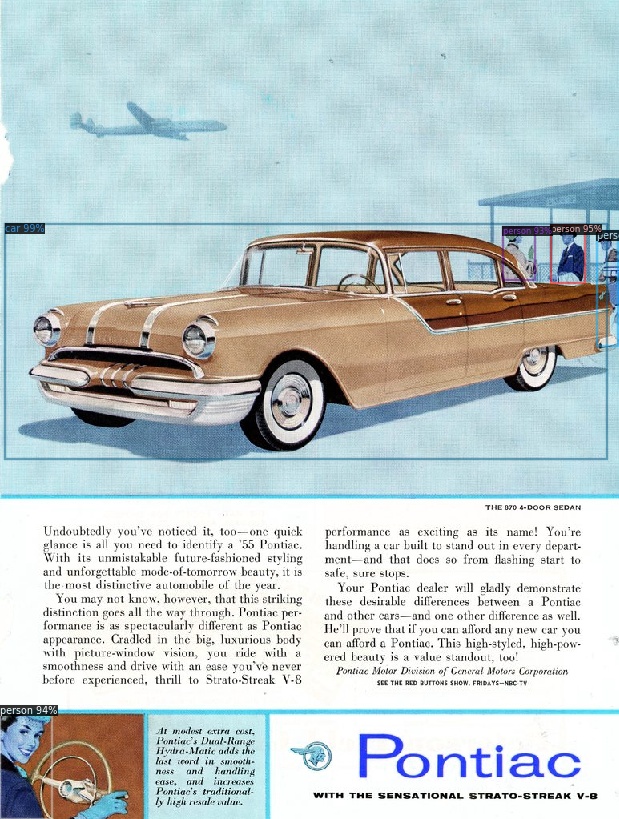 car 99%
person 93%
person 95%
pers
THE 870 4-DOOR SEDAN
Undoubtedly you've noticed it, too—one quick
glance is all you need to identify a '55 Pontiac.
With its unmistakable future-fashioned styling
and unforgettable mode-of-tomorrow beauty, it is
the most distinctive automobile of the year.
You may not know, however, that this striking
distinction goes all the way through. Pontiac per-
formance is as spectacularly different as Pontiac
appearance. Cradled in the big, luxurious body
with picture-window vision, you ride with a
smoothness and drive with an ease you've never
before experienced, thrill to Strato-Streak V-8
performance as exciting as its name! You're
handling a car built to stand out in every depart-
ment—and that does so from flashing start to
safe, sure stops.
Your Pontiac dealer will gladly demonstrate
these desirable differences between a Pontiac
and other cars—and one other difference as well.
He'll prove that if you can afford any new car you
can afford a Pontiac. This high-styled, high-pow-
ered beauty is a value standout, too!
Pontiac Motor Division of General Motors Corporation
SEE THE RED BUTTONS SHOW, FRIDAYS—NBC TV
person 94%
At modest extra cost,
Pontiac's Dual-Range
Hydra-Matic adds the
last word in smooth-
ness and handling
ease, and increases
Pontiac's traditional-
ly high resale value.
Pontiac
WITH THE SENSATIONAL STRATO-STREAK V-8